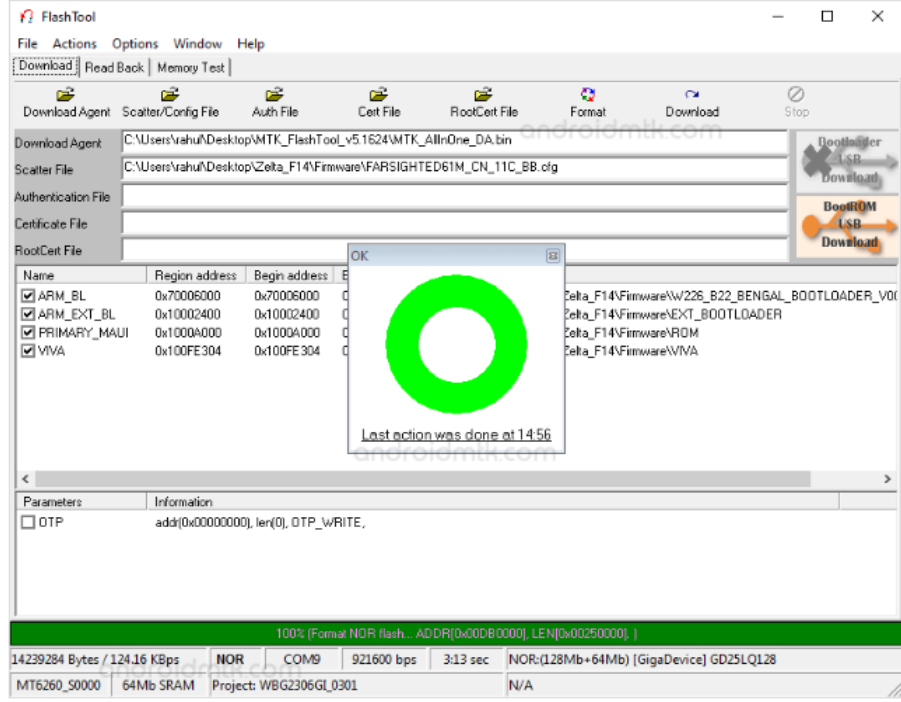 FlashTool
File Actions Options Window Help
Download Read Back Memory Test
Download Agent Scatter/Config File Auth File Cert File RootCert File Format Download Stop
androidmtk.com
Download Agent C:\Users\rahul\Desktop\MTK_FlashTool_v5.1624\MTK_AllInOne_DA.bin
Scatter File C:\Users\rahul\Desktop\Zelta_F14\Firmware\FARSIGHTED61M_CN_11C_BB.cfg
Authentication File
Certificate File
RootCert File
Bootloader
USB
Download
BootROM
USB
Download
OK
Name Region address Begin address
ARM_BL 0x70006000 0x70006000 Zelta_F14\Firmware\W226_B22_BENGAL_BOOTLOADER_V0
ARM_EXT_BL 0x10002400 0x10002400 Zelta_F14\Firmware\EXT_BOOTLOADER
PRIMARY_MAUI 0x1000A000 0x1000A000 Zelta_F14\Firmware\ROM
VIVA 0x100FE304 0x100FE304 Zelta_F14\Firmware\VIVA
Last action was done at 14:56
androidmtk.com
Parameters Information
OTP addr(0x00000000), len(0), OTP_WRITE,
100% (Format NOR flash... ADDR[0x00DB0000], LEN[0x00250000]. )
14239284 Bytes / 124.16 KBps NOR COM9 921600 bps 3:13 sec NOR:(128Mb+64Mb) [GigaDevice] GD25LQ128
androidmtk.com
MT6260_S0000 64Mb SRAM Project: WBG2306GI_0301 N/A